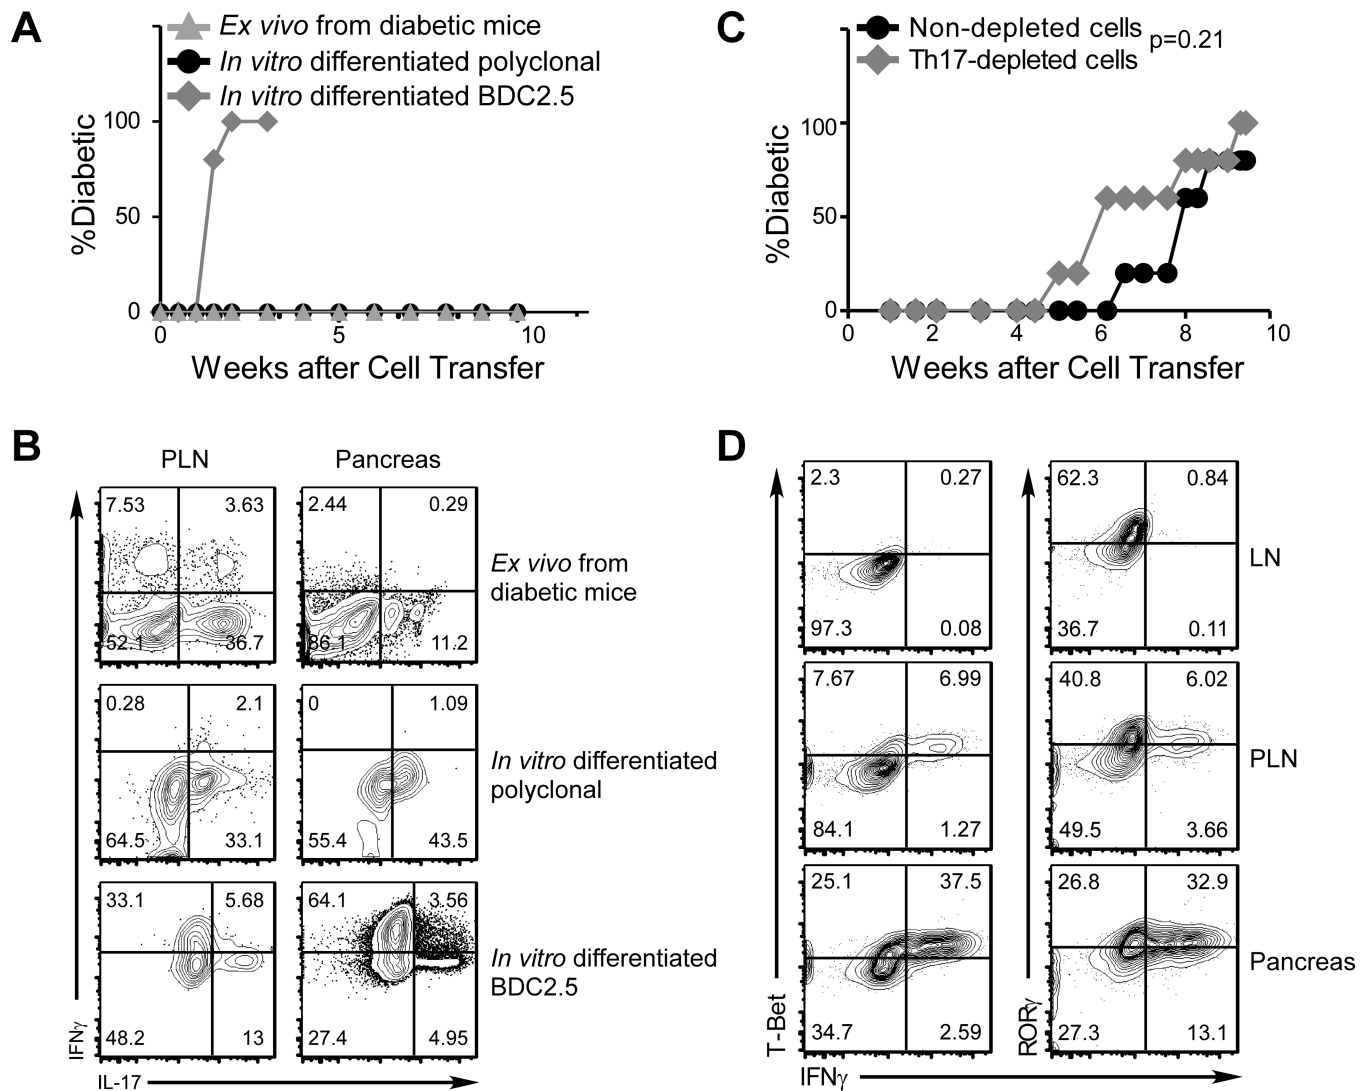 A
Ex vivo from diabetic mice
In vitro differentiated polyclonal
In vitro differentiated BDC2.5
%Diabetic
100
50
0
0 5 10
Weeks after Cell Transfer
C
Non-depleted cells
Th17-depleted cells
p=0.21
%Diabetic
100
50
0
0 2 4 6 8 10
Weeks after Cell Transfer
B
PLN Pancreas
7.53 3.63 2.44 0.29
52.1 36.7 86.1 11.2
Ex vivo from
diabetic mice
0.28 2.1 0 1.09
64.5 33.1 55.4 43.5
In vitro differentiated
polyclonal
33.1 5.68 64.1 3.56
48.2 13 27.4 4.95
In vitro differentiated
BDC2.5
IFNγ
IL-17
D
2.3 0.27 62.3 0.84
97.3 0.08 36.7 0.11
LN
7.67 6.99 40.8 6.02
84.1 1.27 49.5 3.66
PLN
25.1 37.5 26.8 32.9
34.7 2.59 27.3 13.1
Pancreas
T-Bet
RORγ
IFNγ